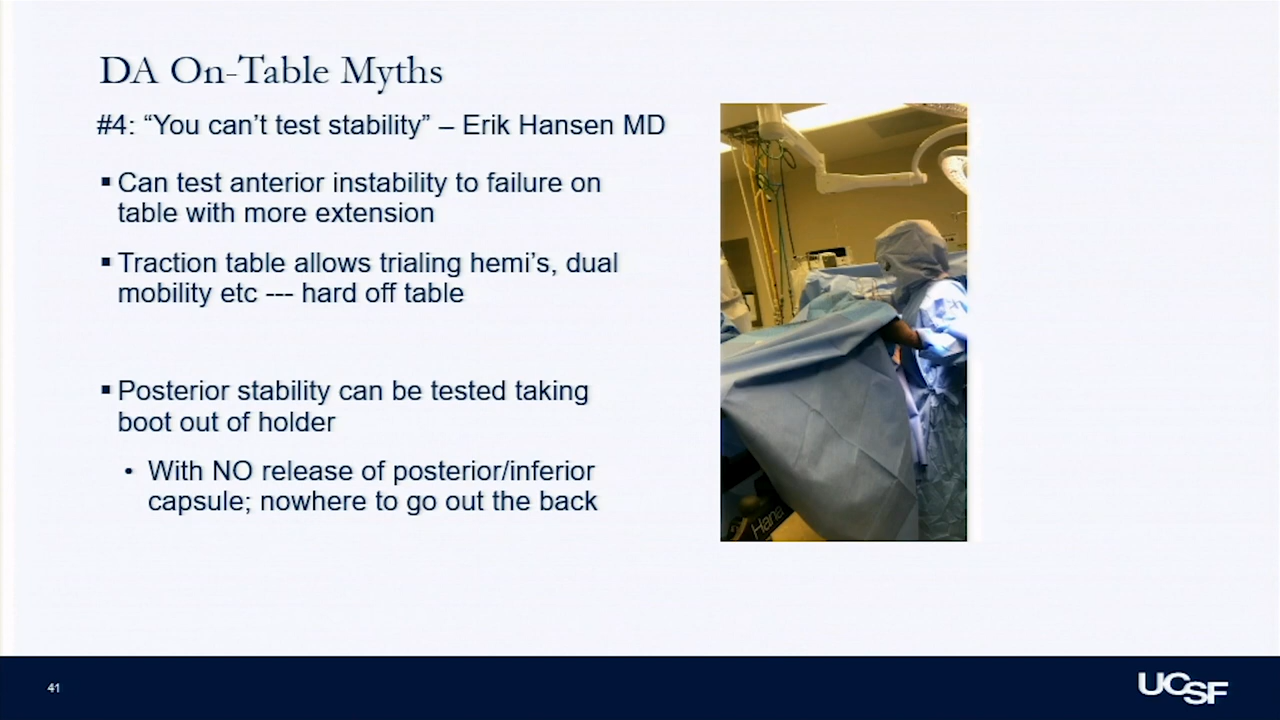 DA On-Table Myths
#4: “You can’t test stability” – Erik Hansen MD
▪ Can test anterior instability to failure on
table with more extension
▪ Traction table allows trialing hemi’s, dual
mobility etc --- hard off table
▪ Posterior stability can be tested taking
boot out of holder
• With NO release of posterior/inferior
capsule; nowhere to go out the back
Hana
41
UCSF